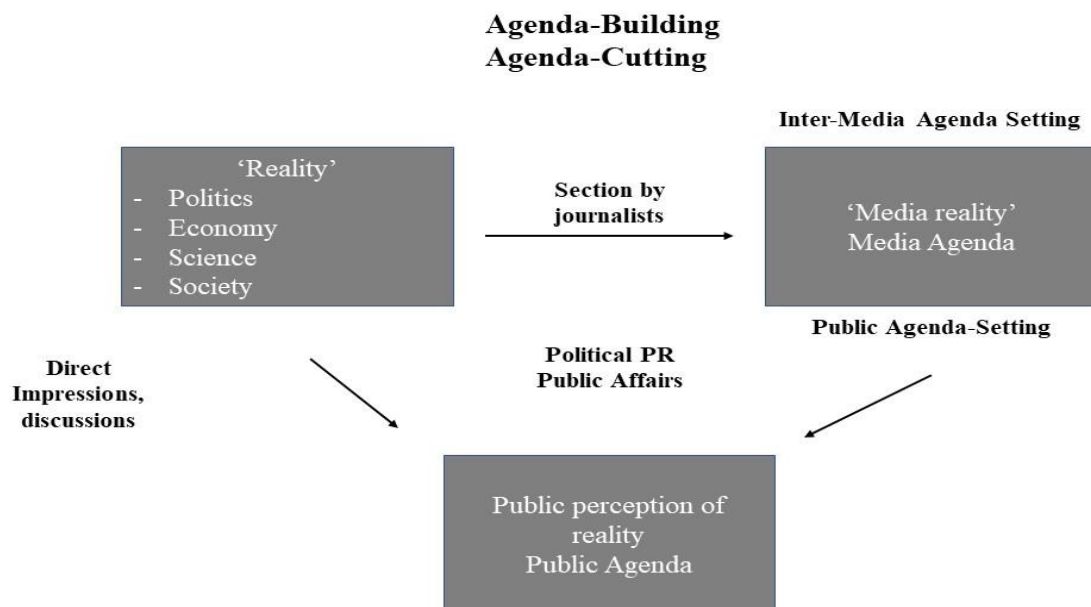 Agenda-Building
Agenda-Cutting
Inter-Media Agenda Setting
‘Reality’
- Politics
- Economy
- Science
- Society
Section by
journalists
‘Media reality’
Media Agenda
Public Agenda-Setting
Direct
Impressions,
discussions
Political PR
Public Affairs
Public perception of
reality
Public Agenda